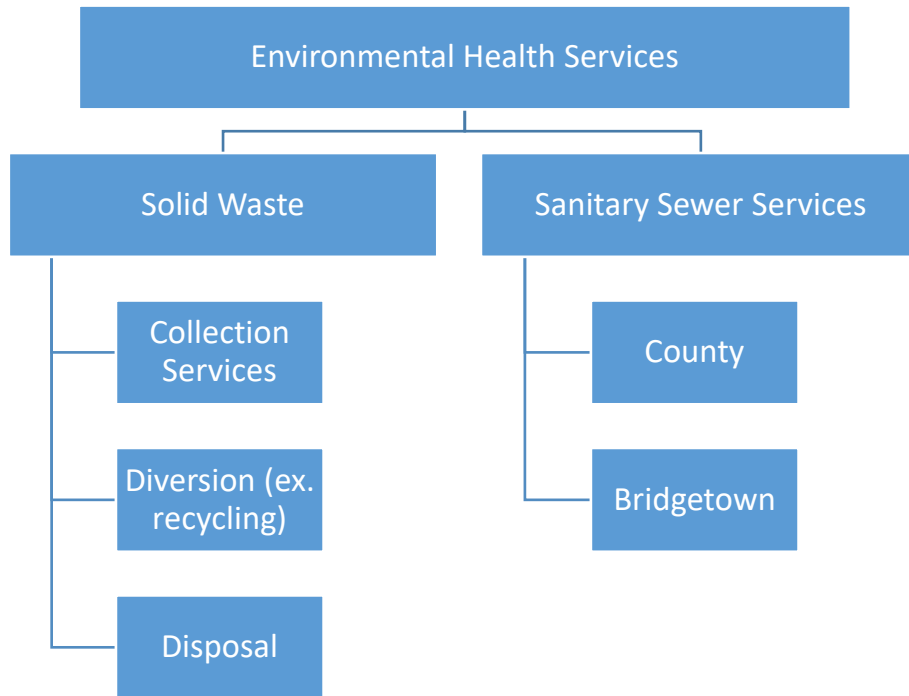 Environmental Health Services
Solid Waste
Sanitary Sewer Services
Collection
Services
County
Diversion (ex.
recycling)
Bridgetown
Disposal